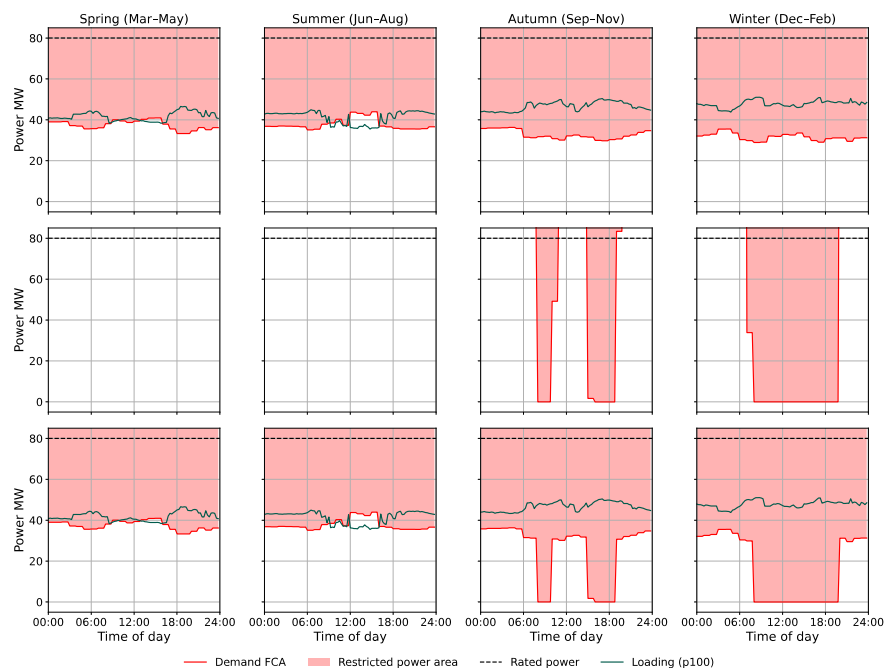 Spring (Mar–May) Summer (Jun–Aug) Autumn (Sep–Nov) Winter (Dec–Feb)
80
60
40
20
0
Power MW
80
60
40
20
0
Power MW
80
60
40
20
0
Power MW
00:00 06:00 12:00 18:00 24:00 00:00 06:00 12:00 18:00 24:00 00:00 06:00 12:00 18:00 24:00 00:00 06:00 12:00 18:00 24:00
Time of day Time of day Time of day Time of day
Demand FCA Restricted power area Rated power Loading (p100)